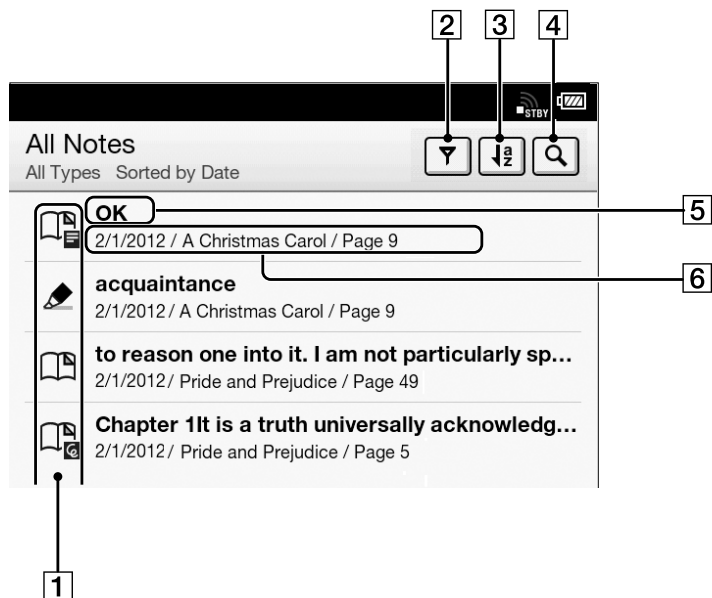 2 3 4
STBY
All Notes
a
z
All Types Sorted by Date
OK
5
2/1/2012 / A Christmas Carol / Page 9
6
acquaintance
2/1/2012 / A Christmas Carol / Page 9
to reason one into it. I am not particularly sp...
2/1/2012 / Pride and Prejudice / Page 49
Chapter 1It is a truth universally acknowledg...
2/1/2012 / Pride and Prejudice / Page 5
1